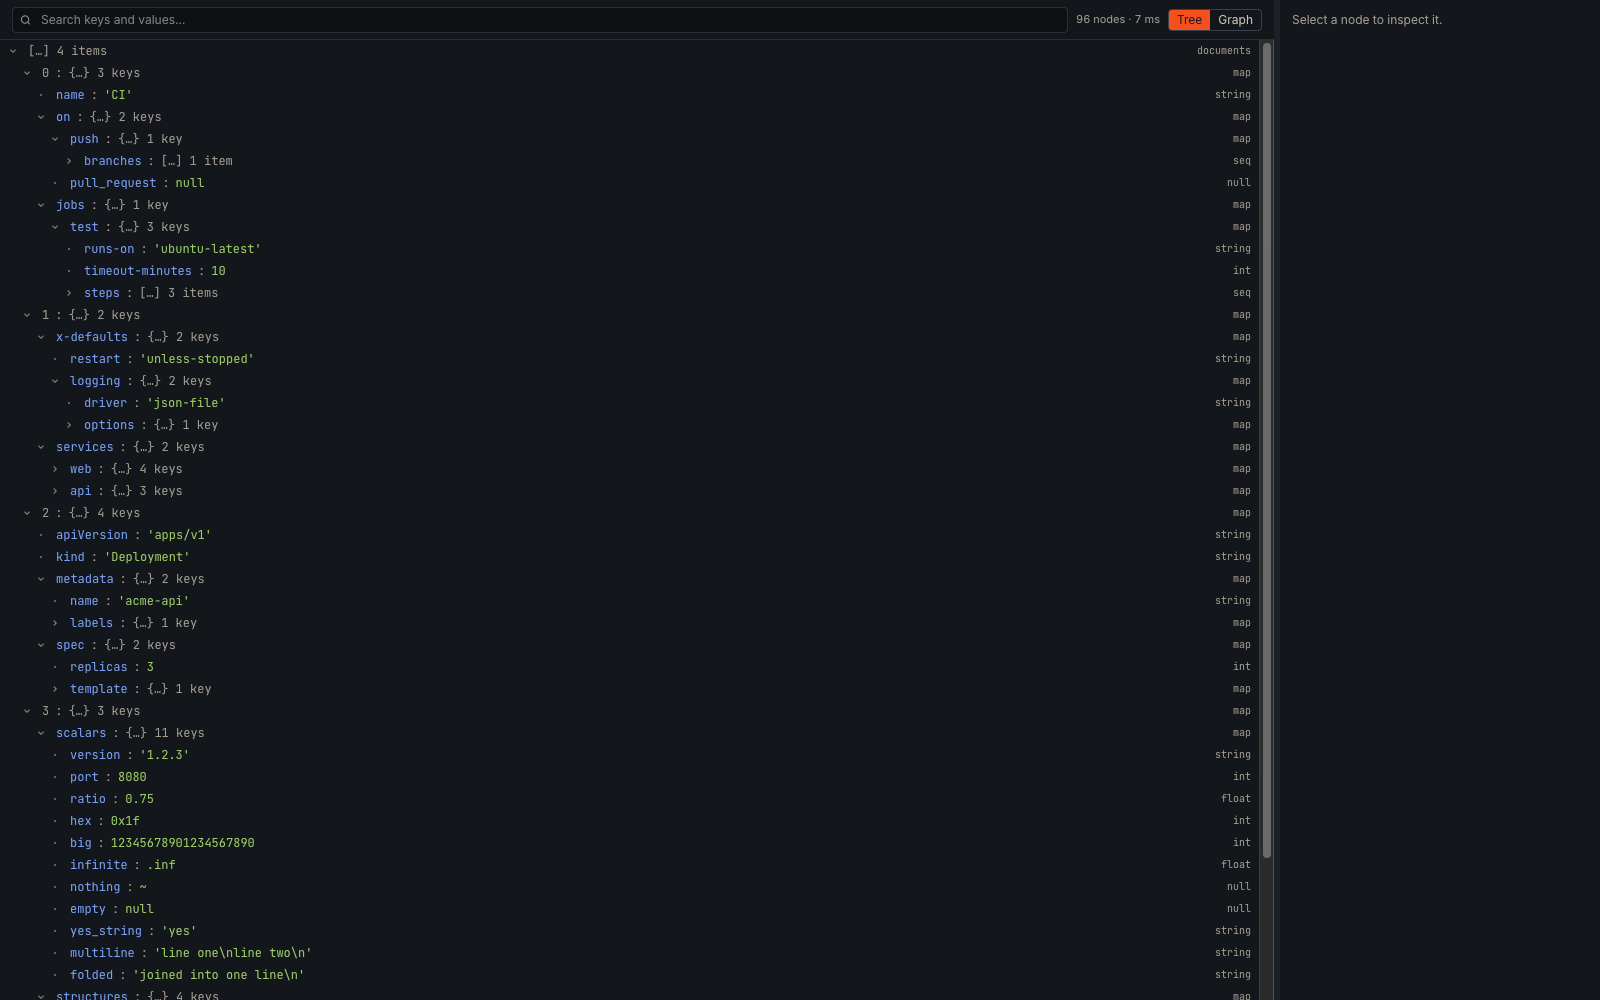 Search keys and values...
96 nodes · 7 ms
Tree
Graph
Select a node to inspect it.
[…] 4 items documents
0 : {…} 3 keys map
name : 'CI' string
on : {…} 2 keys map
push : {…} 1 key map
branches : […] 1 item seq
pull_request : null null
jobs : {…} 1 key map
test : {…} 3 keys map
runs-on : 'ubuntu-latest' string
timeout-minutes : 10 int
steps : […] 3 items seq
1 : {…} 2 keys map
x-defaults : {…} 2 keys map
restart : 'unless-stopped' string
logging : {…} 2 keys map
driver : 'json-file' string
options : {…} 1 key map
services : {…} 2 keys map
web : {…} 4 keys map
api : {…} 3 keys map
2 : {…} 4 keys map
apiVersion : 'apps/v1' string
kind : 'Deployment' string
metadata : {…} 2 keys map
name : 'acme-api' string
labels : {…} 1 key map
spec : {…} 2 keys map
replicas : 3 int
template : {…} 1 key map
3 : {…} 3 keys map
scalars : {…} 11 keys map
version : '1.2.3' string
port : 8080 int
ratio : 0.75 float
hex : 0x1f int
big : 12345678901234567890 int
infinite : .inf float
nothing : ~ null
empty : null null
yes_string : 'yes' string
multiline : 'line one\nline two\n' string
folded : 'joined into one line\n' string
structures : {…} 4 keys map